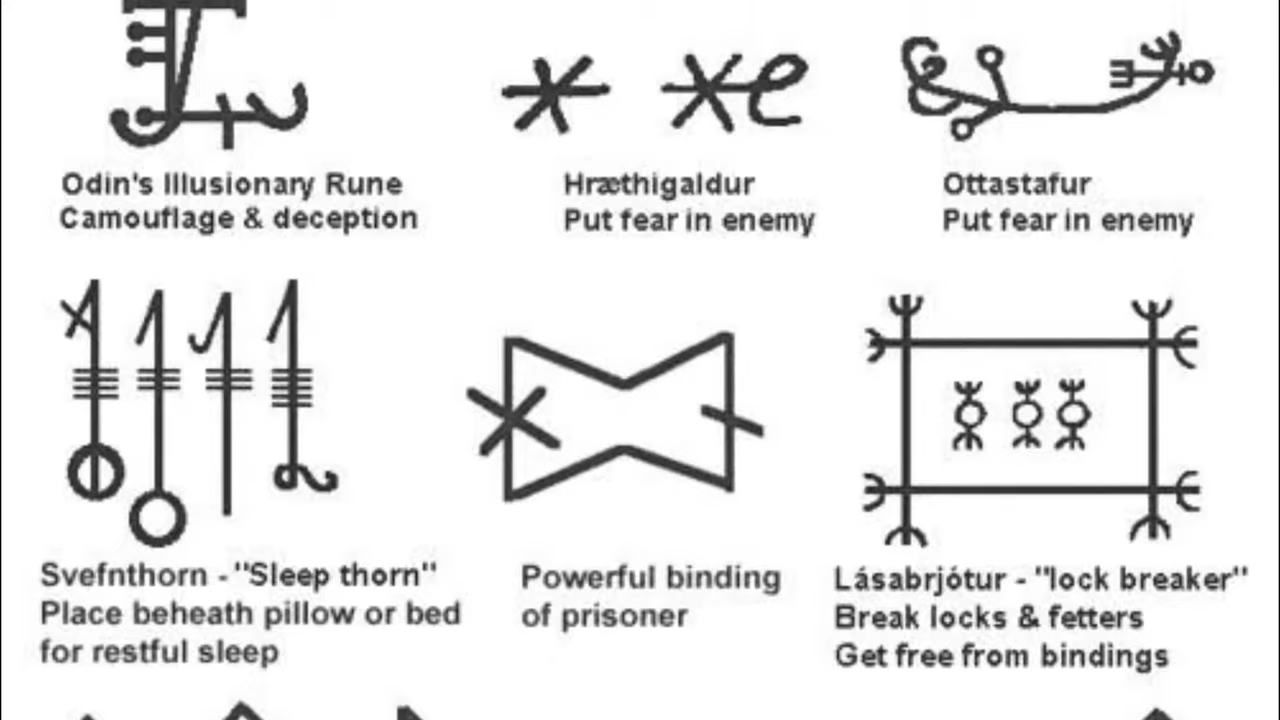 Odin's Illusionary Rune
Camouflage & deception
Hræthigaldur
Put fear in enemy
Ottastafur
Put fear in enemy
Svefnthorn - "Sleep thorn"
Place beheath pillow or bed
for restful sleep
Powerful binding
of prisoner
Lásabrjótur - "lock breaker"
Break locks & fetters
Get free from bindings